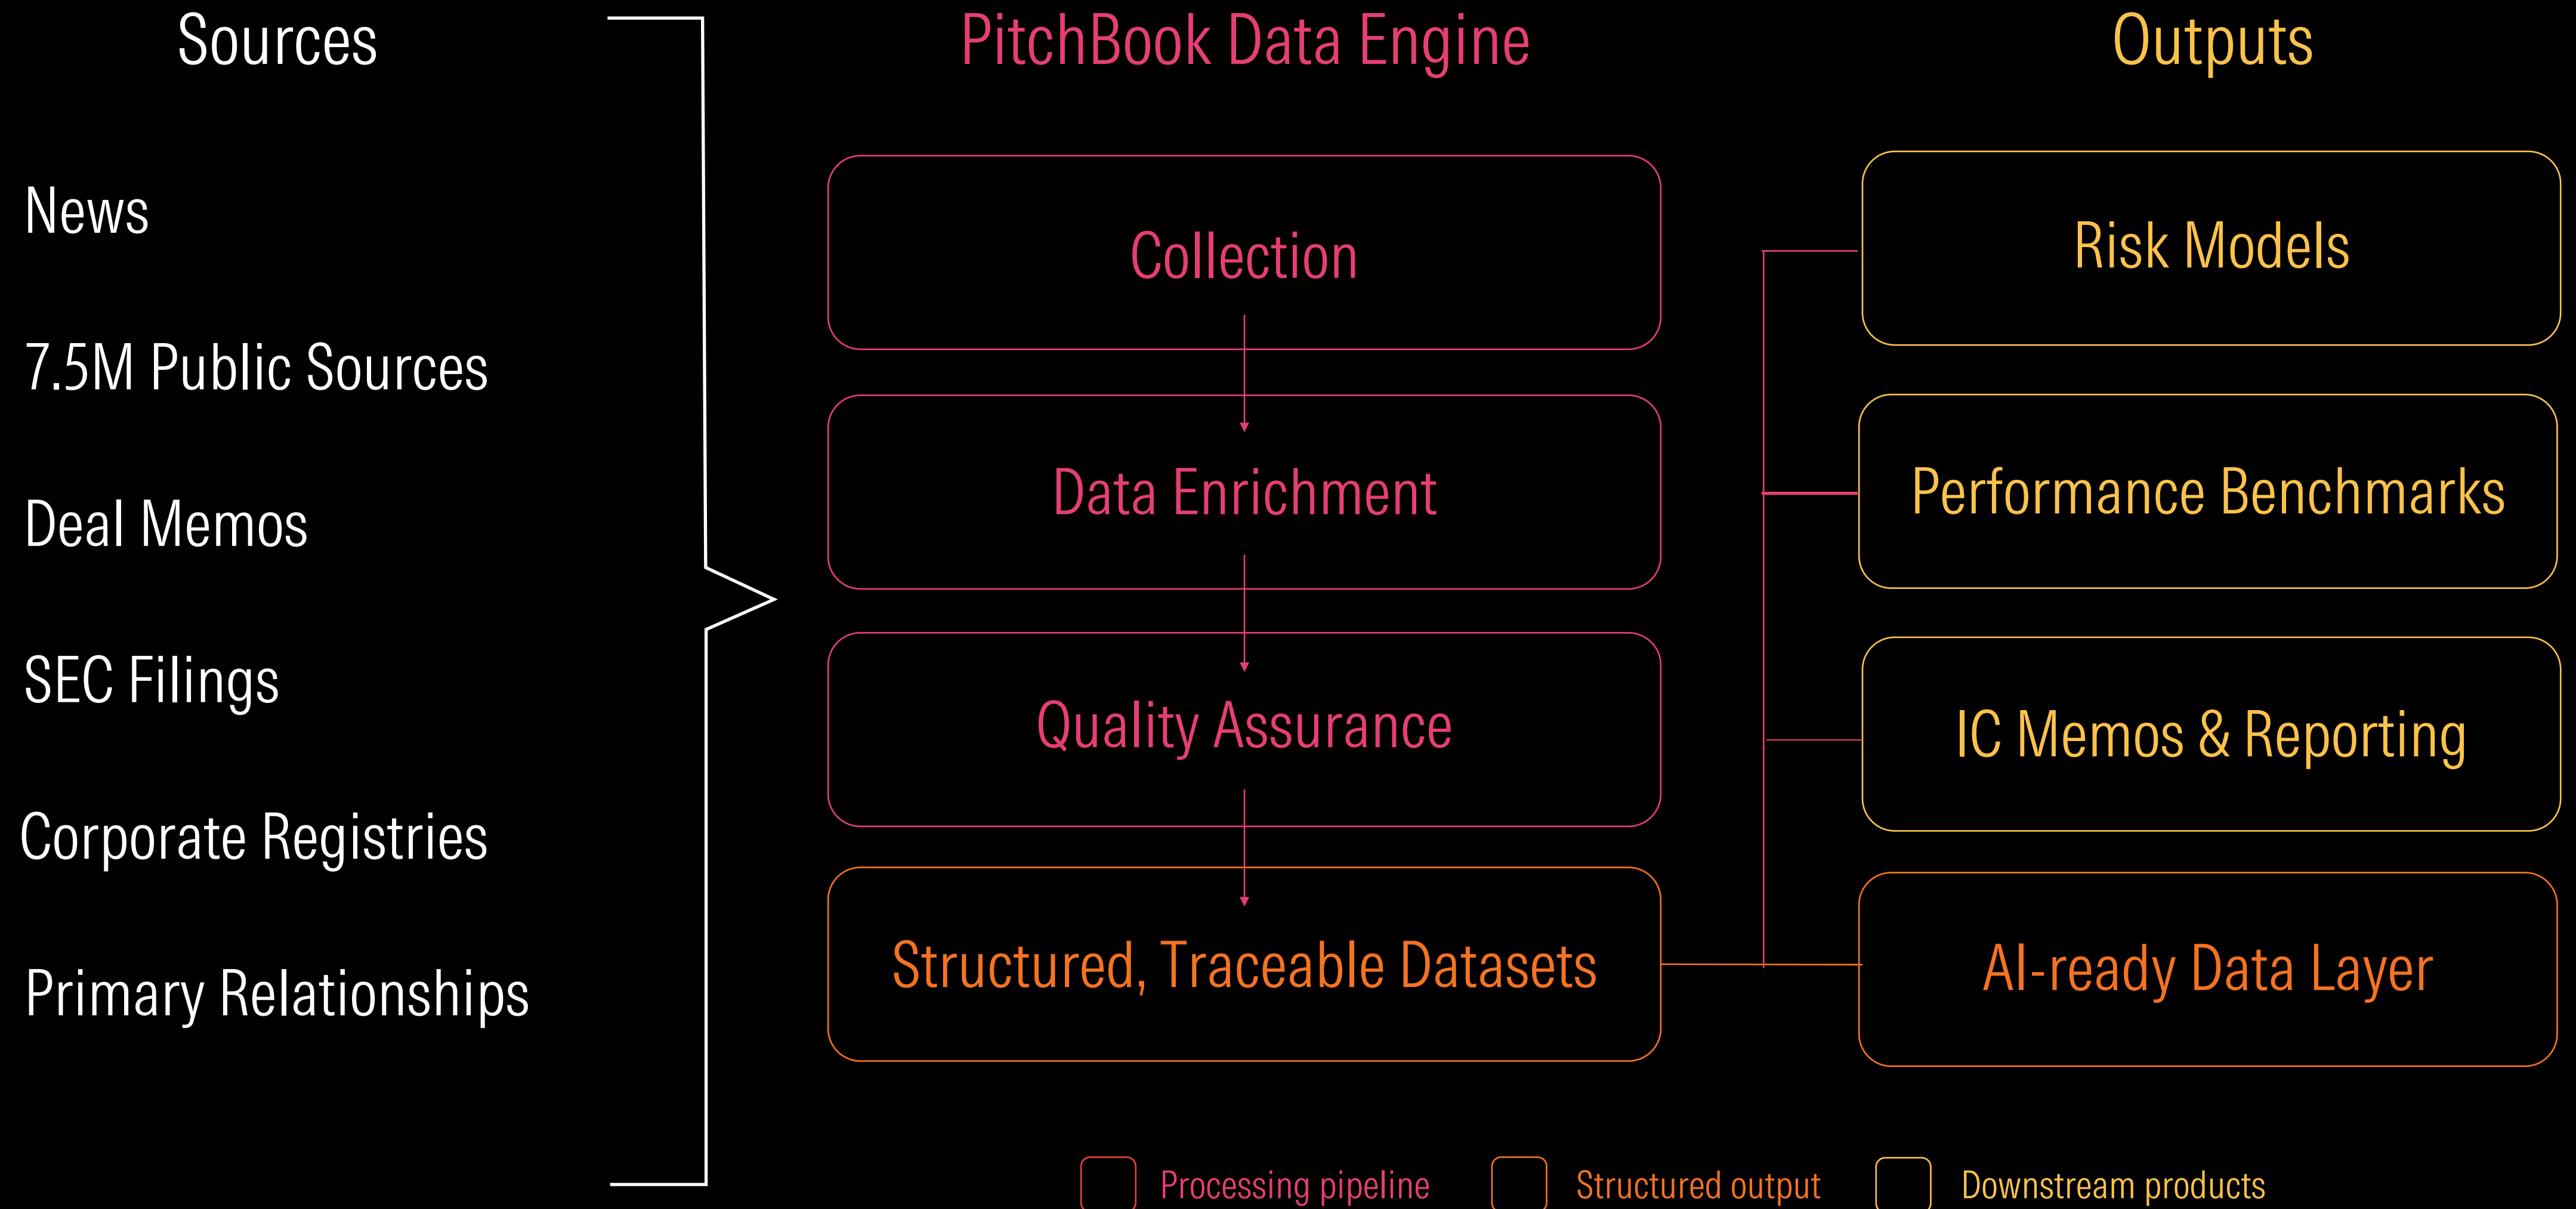 Sources
News
7.5M Public Sources
Deal Memos
SEC Filings
Corporate Registries
Primary Relationships
PitchBook Data Engine
Collection
Data Enrichment
Quality Assurance
Structured, Traceable Datasets
Outputs
Risk Models
Performance Benchmarks
IC Memos & Reporting
AI-ready Data Layer
Processing pipeline
Structured output
Downstream products